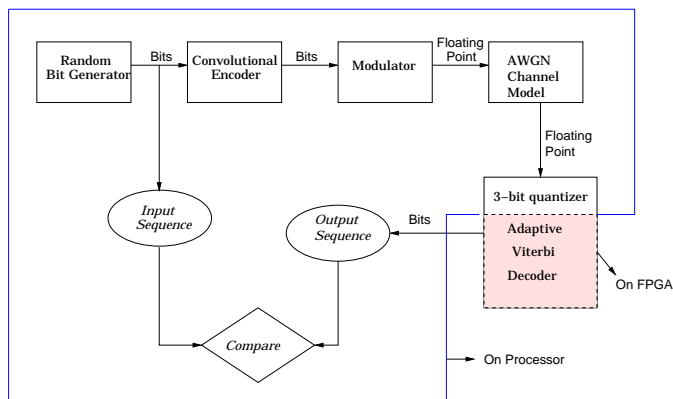 Random
Bit Generator
Bits
Convolutional
Encoder
Bits
Modulator
Floating
Point
AWGN
Channel
Model
Floating
Point
3−bit quantizer
Adaptive
Viterbi
Decoder
Bits
Input
Sequence
Output
Sequence
On FPGA
Compare
On Processor